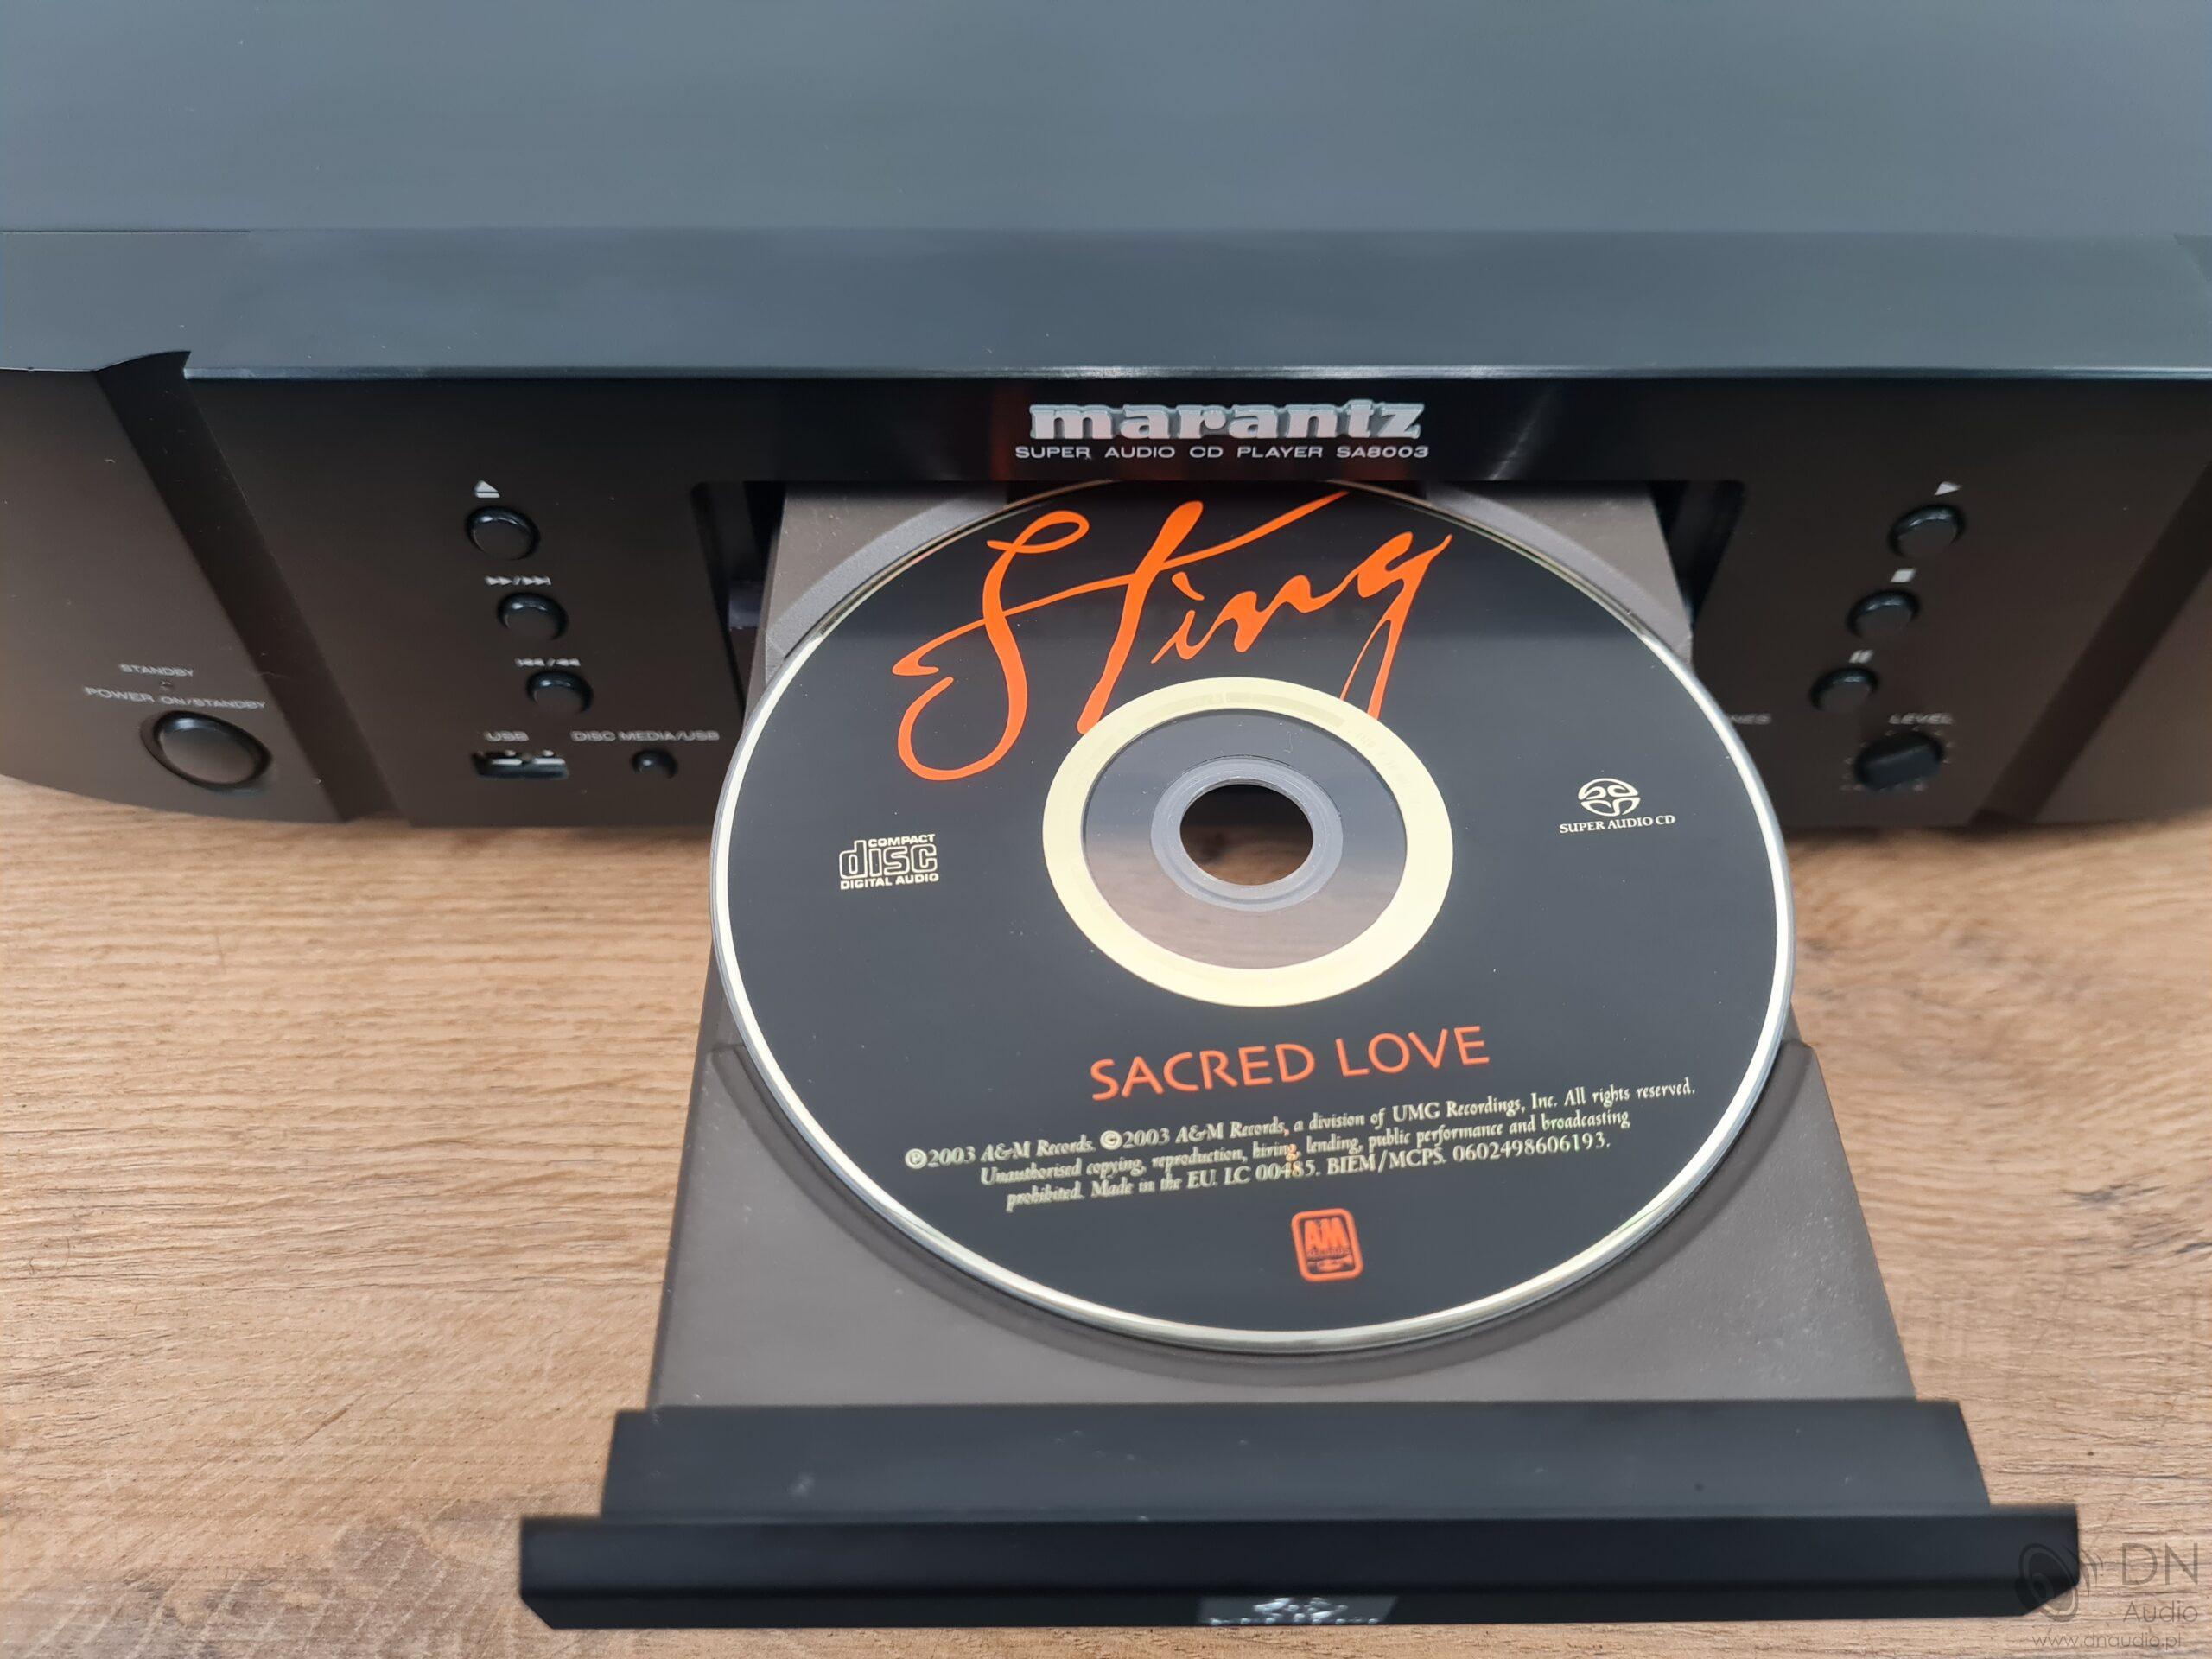 marantz
SUPER AUDIO CD PLAYER SA8003
STANDBY
POWER ON/STANDBY
USB
DISC MEDIA/USB
LEVEL
Sting
COMPACT
disc
DIGITAL AUDIO
SUPER AUDIO CD
SACRED LOVE
℗2003 A&M Records. ©2003 A&M Records, a division of UMG Recordings, Inc. All rights reserved.
Unauthorised copying, reproduction, hiring, lending, public performance and broadcasting
prohibited. Made in the EU. LC 00485. BIEM/MCPS. 0602498606193.
A&M
DN
Audio
www.dnaudio.pl